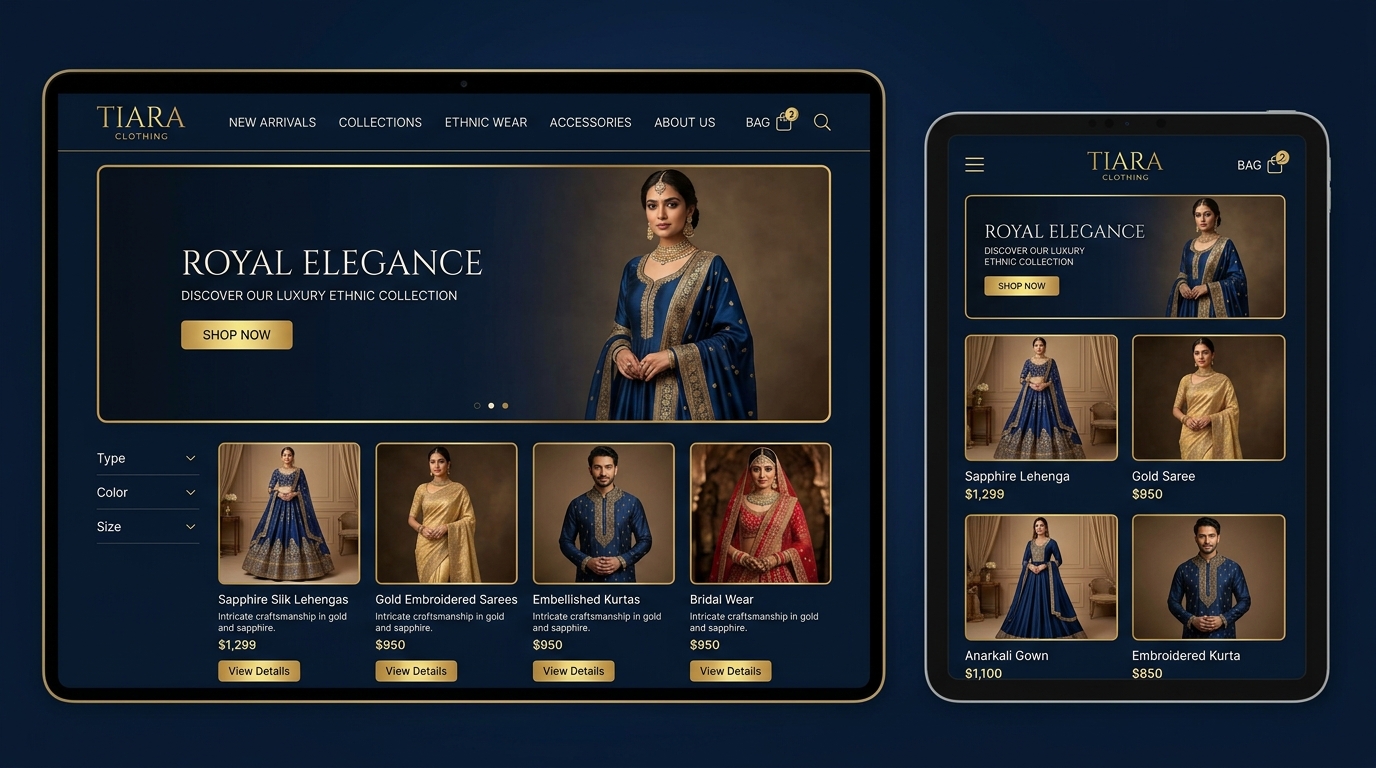 TIARA
CLOTHING
NEW ARRIVALS COLLECTIONS ETHNIC WEAR ACCESSORIES ABOUT US BAG 2
ROYAL ELEGANCE
DISCOVER OUR LUXURY ETHNIC COLLECTION
SHOP NOW
Type
Color
Size
Sapphire Silk Lehengas
Intricate craftsmanship in gold
and sapphire.
$1,299
View Details
Gold Embroidered Sarees
Intricate craftsmanship in gold
and sapphire.
$950
View Details
Embellished Kurtas
Intricate craftsmanship in gold
and sapphire.
$950
View Details
Bridal Wear
Intricate craftsmanship in gold
and sapphire.
$950
View Details
TIARA
CLOTHING
BAG 2
ROYAL ELEGANCE
DISCOVER OUR LUXURY
ETHNIC COLLECTION
SHOP NOW
Sapphire Lehenga
$1,299
Gold Saree
$950
Anarkali Gown
$1,100
Embroidered Kurta
$850